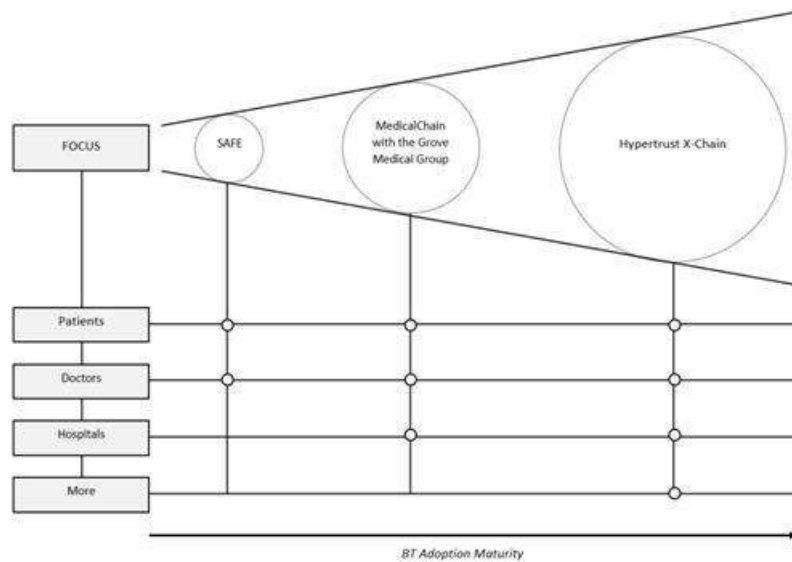 FOCUS
SAFE
MedicalChain
with the Grove
Medical Group
Hypertrust X-Chain
Patients
Doctors
Hospitals
More
BT Adoption Maturity